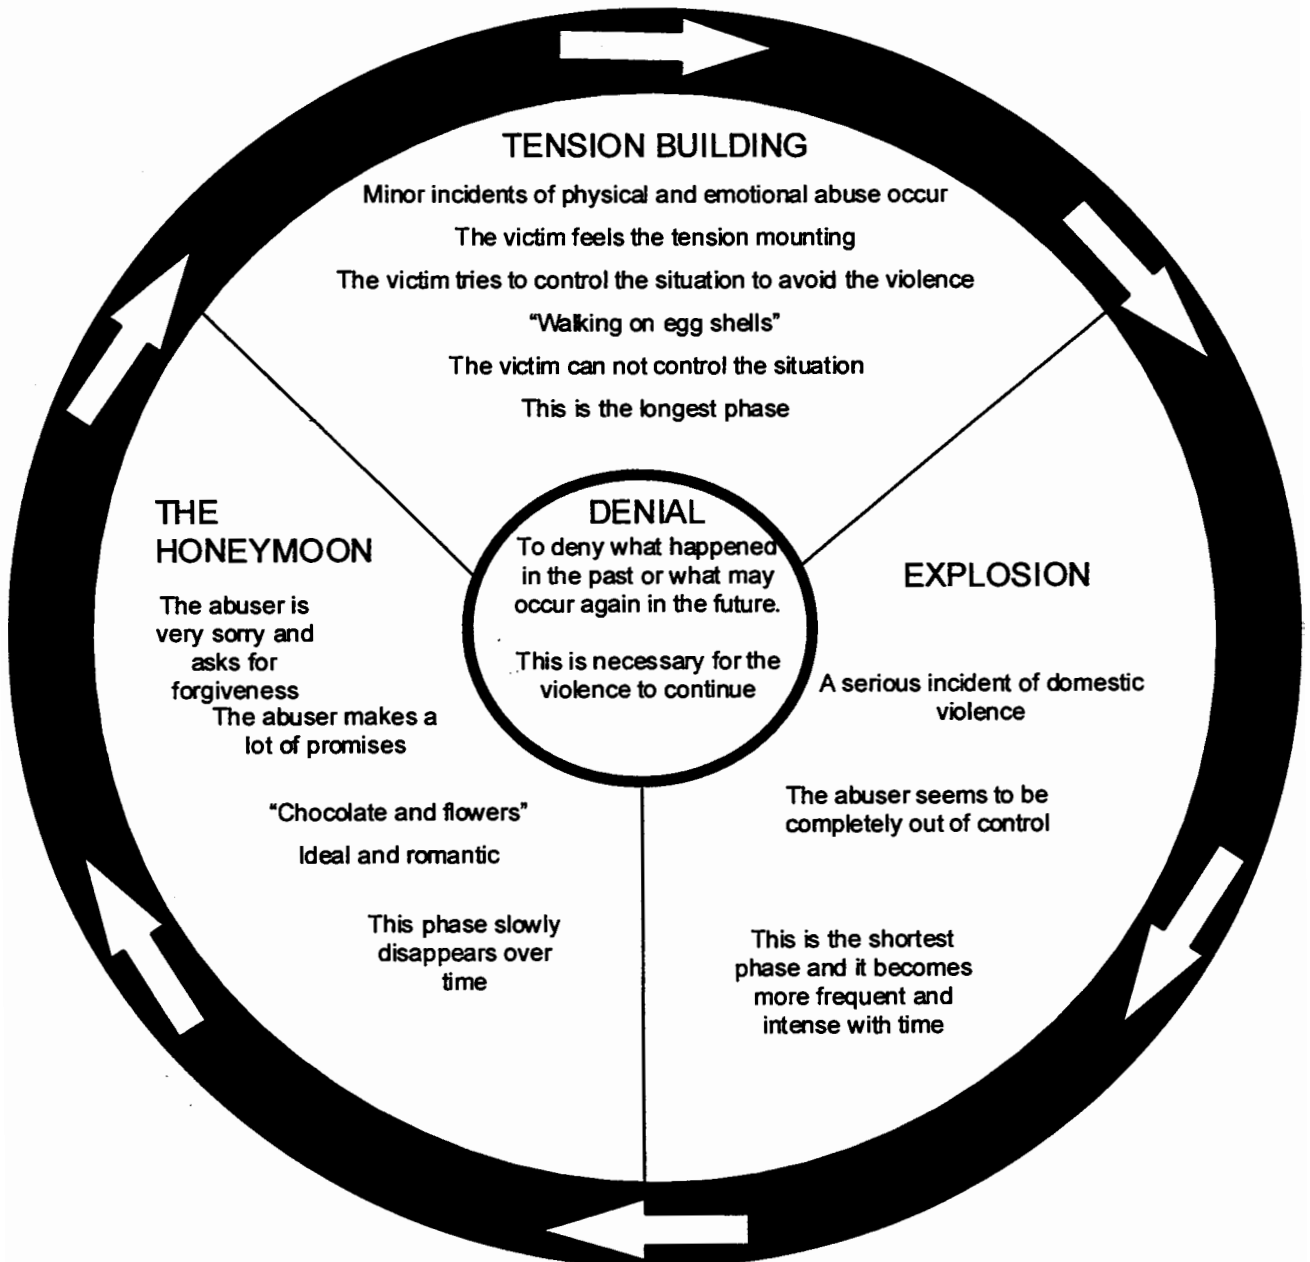 TENSION BUILDING
Minor incidents of physical and emotional abuse occur
The victim feels the tension mounting
The victim tries to control the situation to avoid the violence
“Walking on egg shells”
The victim can not control the situation
This is the longest phase
THE
HONEYMOON
The abuser is
very sorry and
asks for
forgiveness
The abuser makes a
lot of promises
“Chocolate and flowers”
Ideal and romantic
This phase slowly
disappears over
time
DENIAL
To deny what happened
in the past or what may
occur again in the future.
This is necessary for the
violence to continue
EXPLOSION
A serious incident of domestic
violence
The abuser seems to be
completely out of control
This is the shortest
phase and it becomes
more frequent and
intense with time